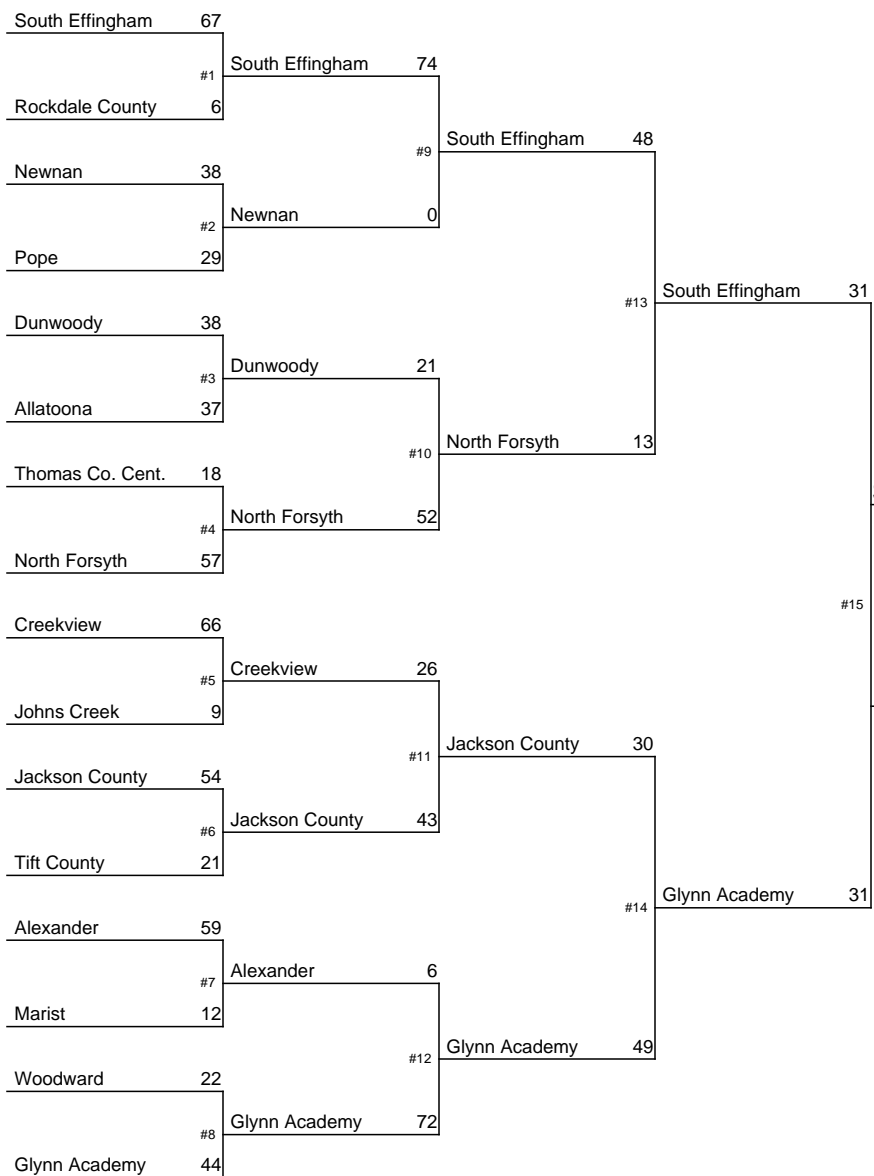 South Effingham 67
#1
South Effingham 74
Rockdale County 6
#9
South Effingham 48
Newnan 38
#2
Newnan 0
Pope 29
#13
South Effingham 31
Dunwoody 38
#3
Dunwoody 21
Allatoona 37
#10
North Forsyth 13
Thomas Co. Cent. 18
#4
North Forsyth 52
North Forsyth 57
#15
Creekview 66
#5
Creekview 26
Johns Creek 9
#11
Jackson County 30
Jackson County 54
#6
Jackson County 43
Tift County 21
#14
Glynn Academy 31
Alexander 59
#7
Alexander 6
Marist 12
#12
Glynn Academy 49
Woodward 22
#8
Glynn Academy 72
Glynn Academy 44